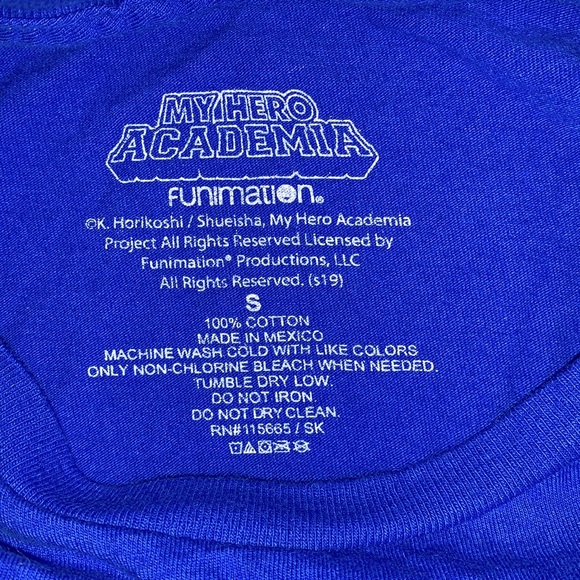 MY HERO
ACADEMIA
FUNIMATION®
©K. Horikoshi / Shueisha, My Hero Academia
Project All Rights Reserved Licensed by
Funimation® Productions, LLC
All Rights Reserved. (s19)
S
100% COTTON
MADE IN MEXICO
MACHINE WASH COLD WITH LIKE COLORS
ONLY NON-CHLORINE BLEACH WHEN NEEDED.
TUMBLE DRY LOW.
DO NOT IRON.
DO NOT DRY CLEAN.
RN#115665 / SK